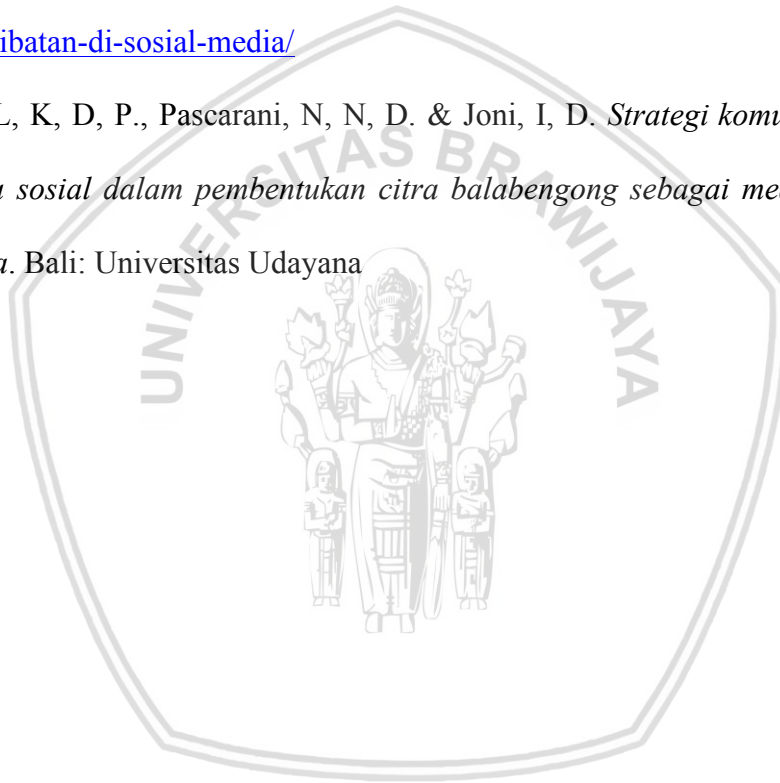 ibatan-di-sosial-media/
L, K, D, P., Pascarani, N, N, D. & Joni, I, D. Strategi komu
sosial dalam pembentukan citra balabengong sebagai me
a. Bali: Universitas Udayana
UNIVERSITAS BRAWIJAYA